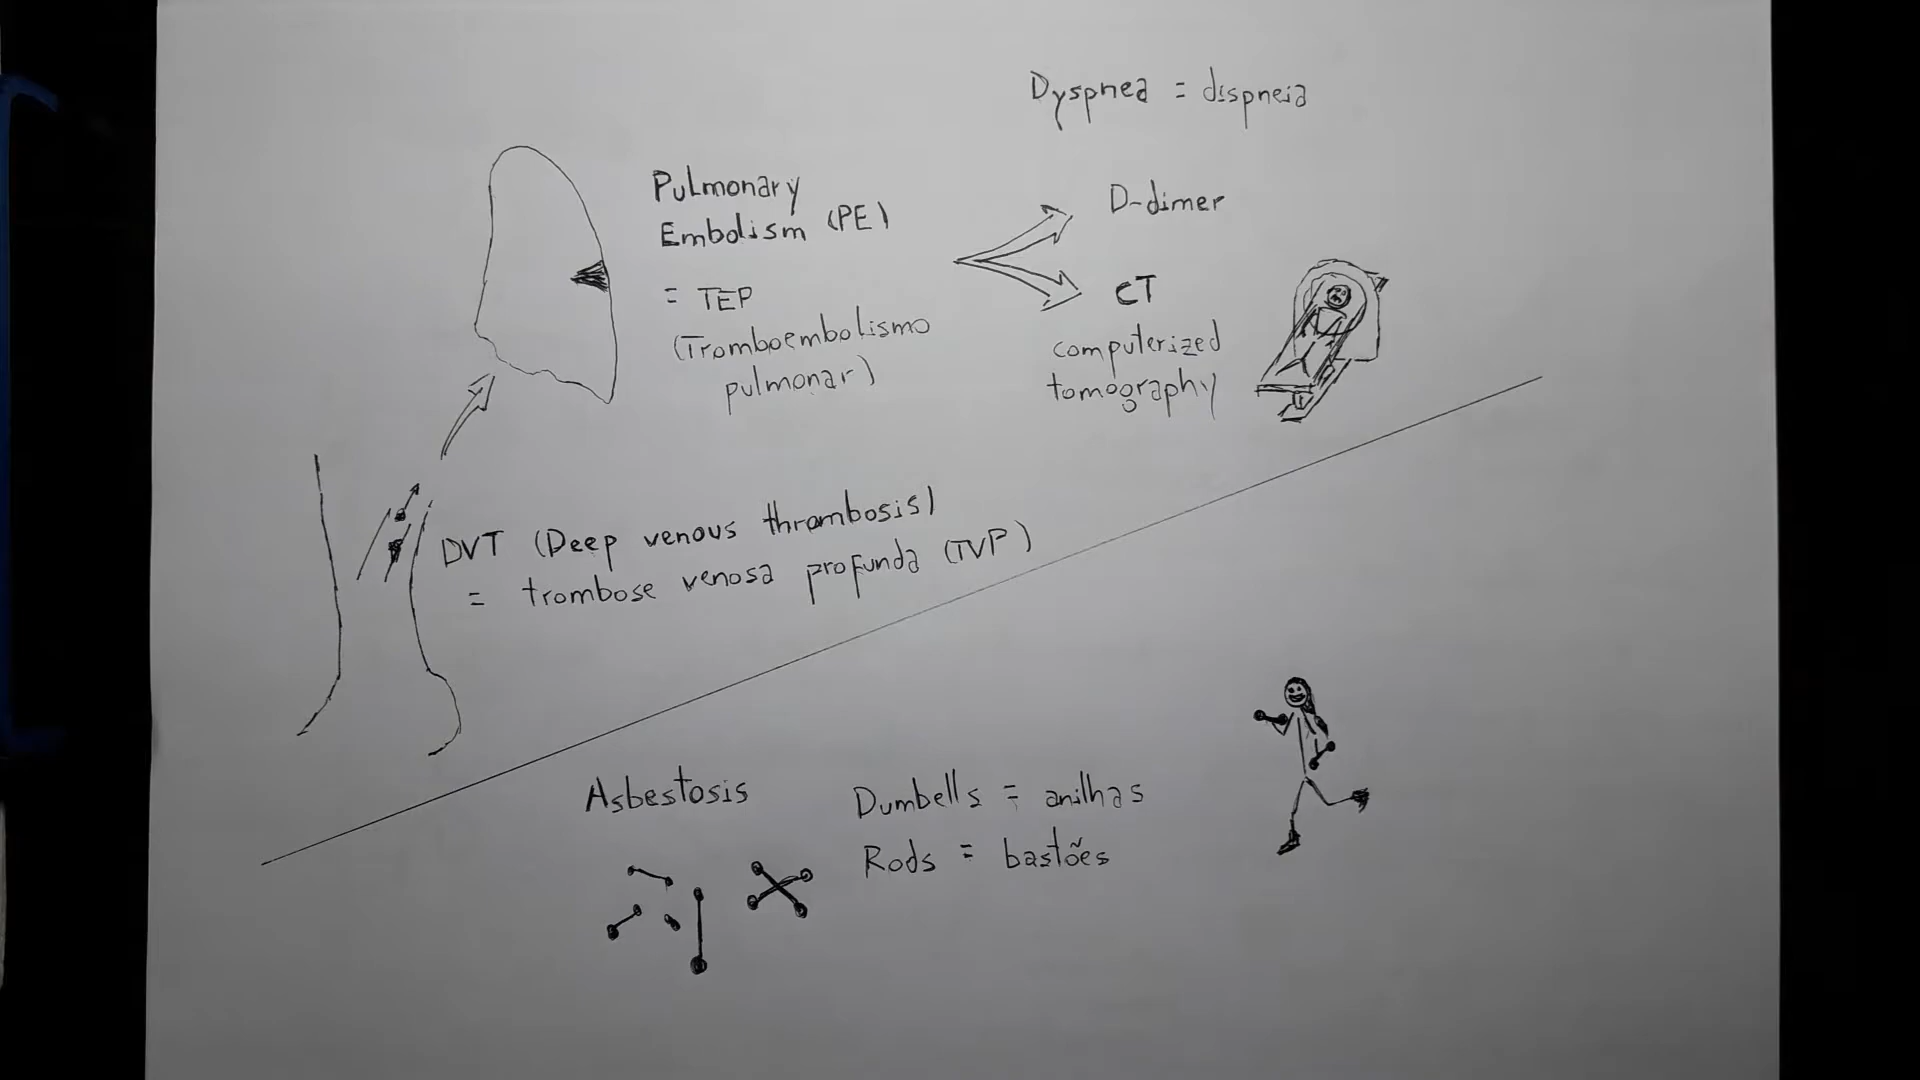 Dyspnea = dispneia
Pulmonary
Embolism (PE)
= TEP
(Tromboembolismo
pulmonar)
D-dimer
CT
computerized
tomography
DVT (Deep venous thrombosis)
= trombose venosa profunda (TVP)
Asbestosis
Dumbells = anilhas
Rods = bastões